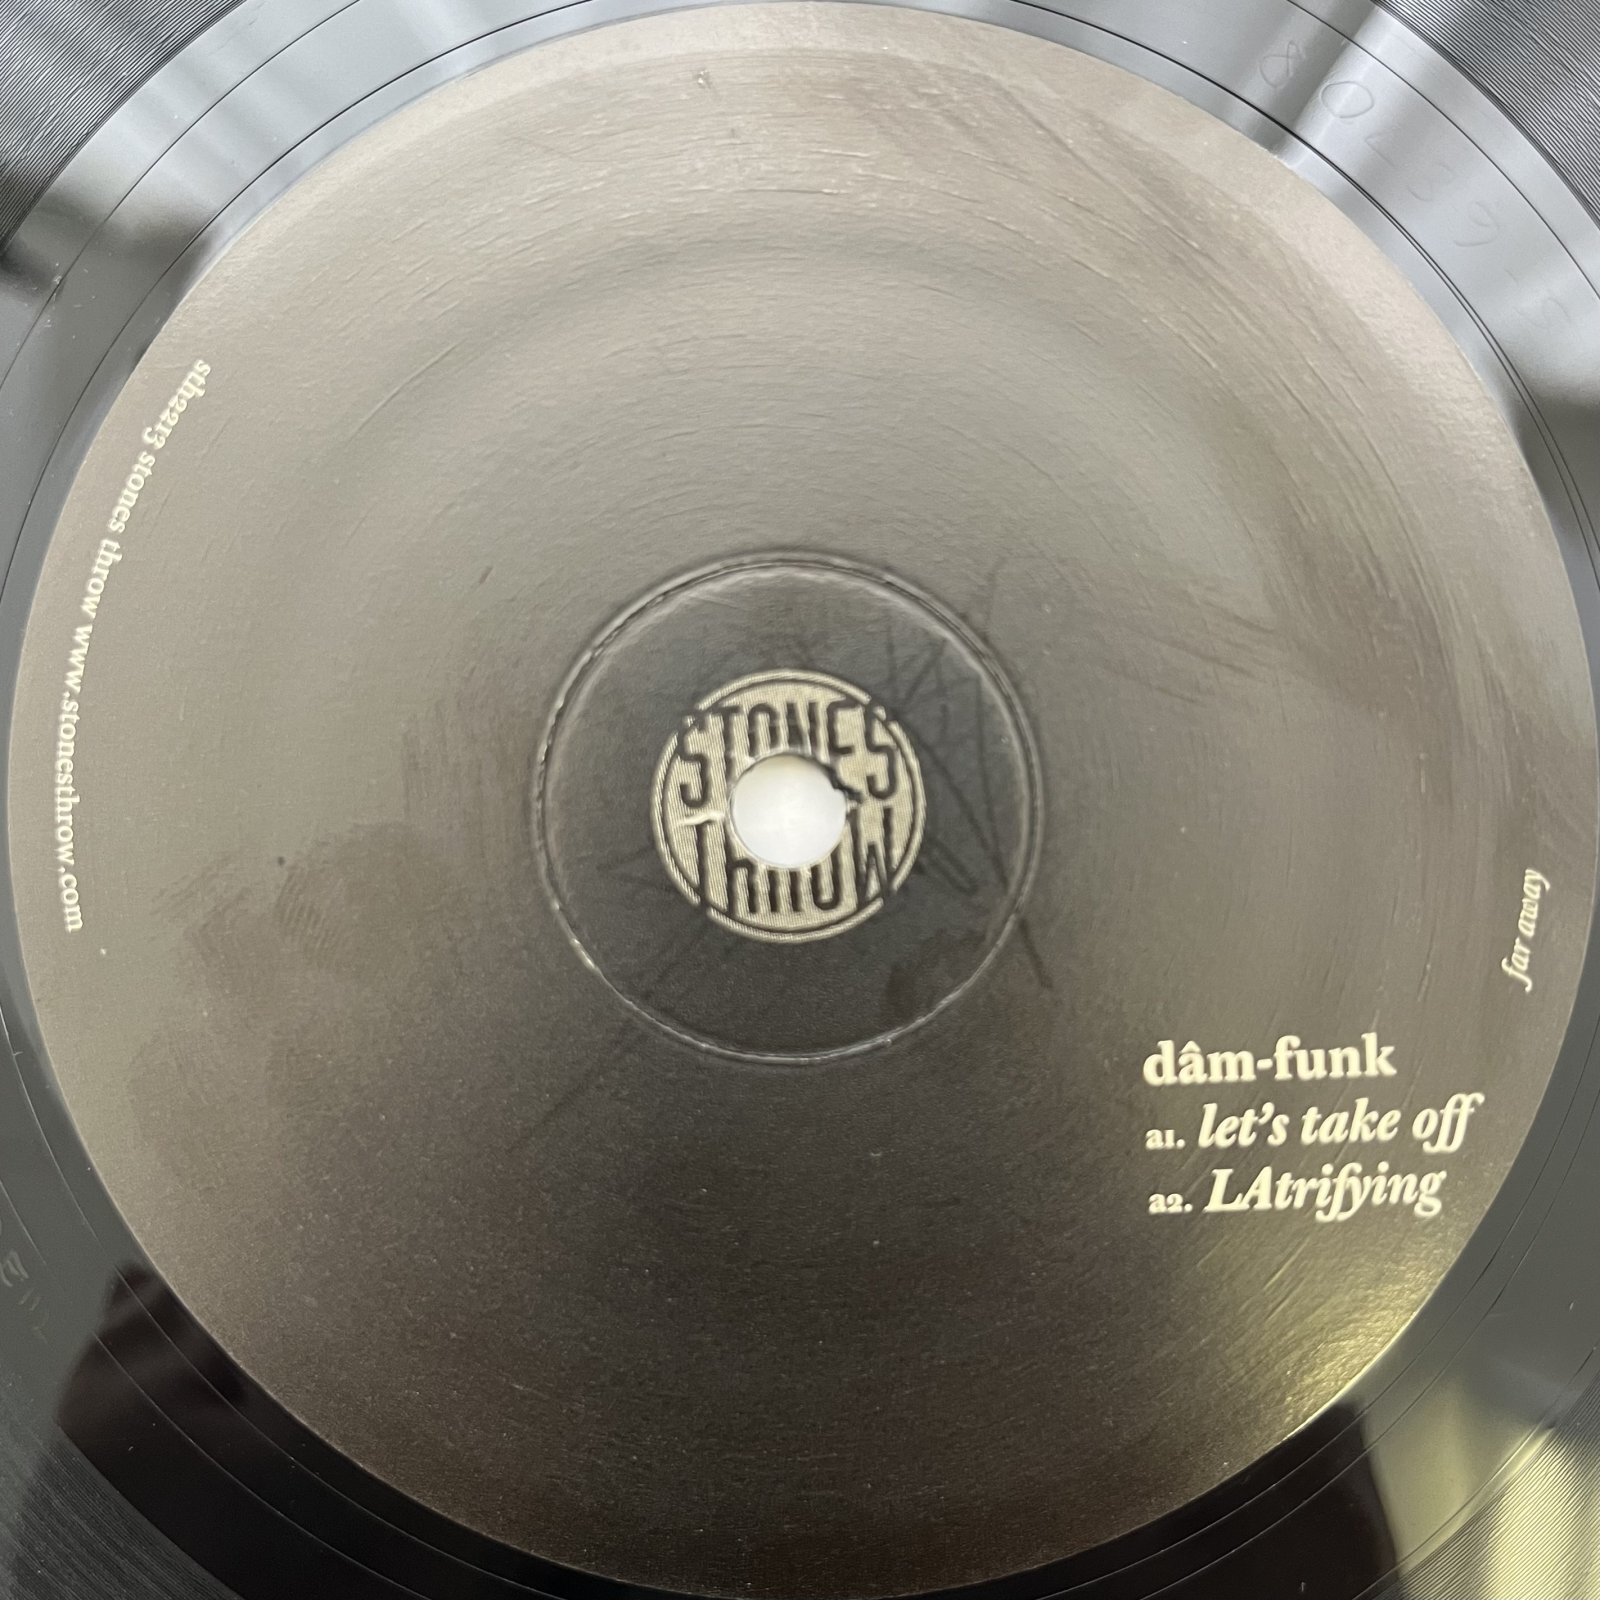 sth2213 stones throw www.stonesthrow.com
STONES
ThROW
far away
dâm-funk
a1. let's take off
a2. LAtrifying